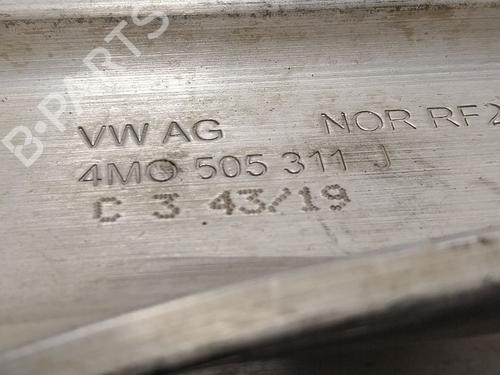 B-PARTS
VW AG NOR RF
4M0 505 311 J
C 3 43/19